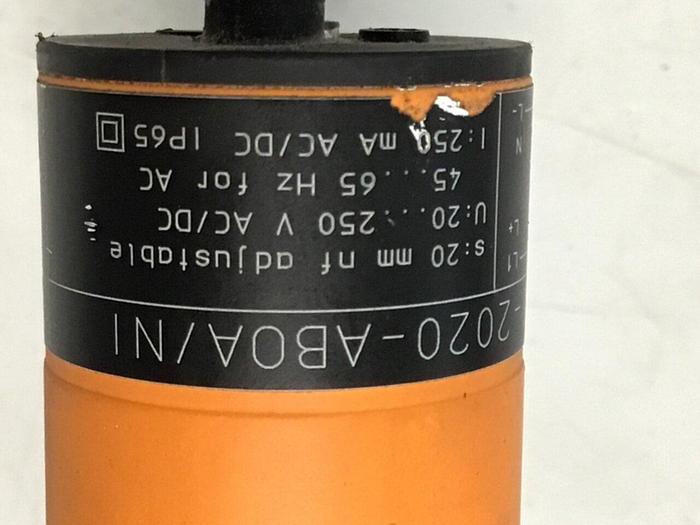 -2020-ABOA/NI
s:20 mm nf adjustable
U:20...250 V AC/DC
45...65 Hz for AC
I:250 mA AC/DC IP65
L1
L+
N
L-